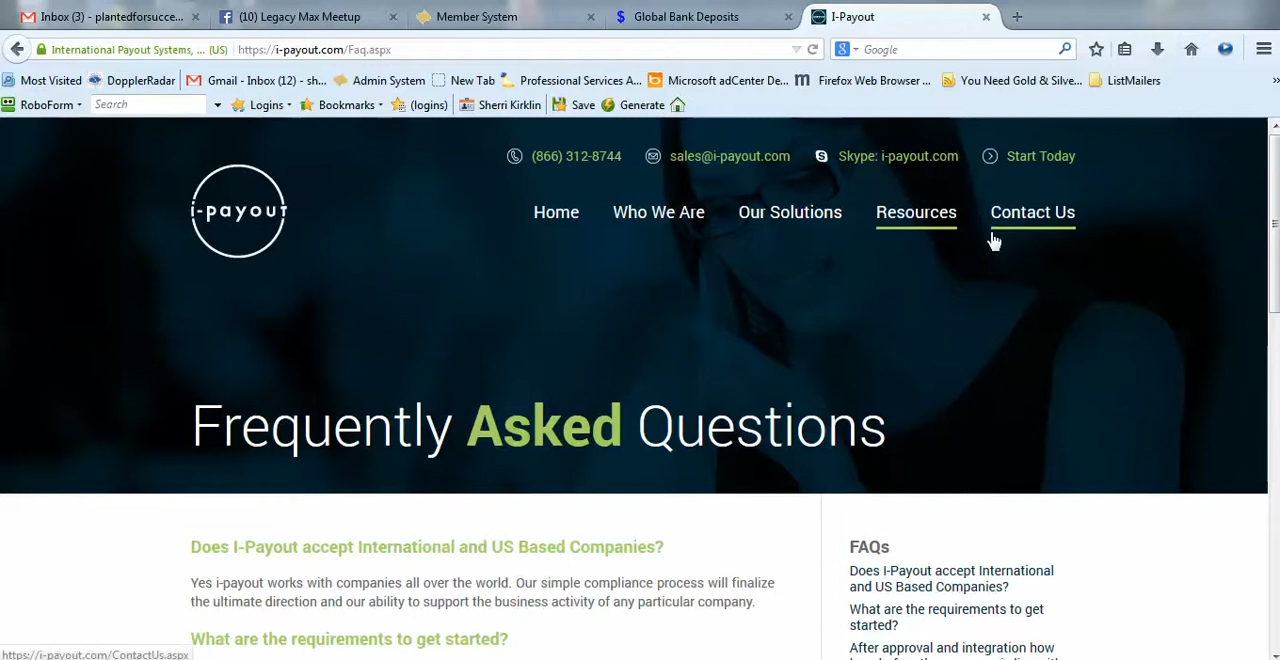 Inbox (3) - plantedforsucce...
(10) Legacy Max Meetup
Member System
Global Bank Deposits
I-Payout
International Payout Systems, ... (US)
https://i-payout.com/Faq.aspx
Google
Most Visited
DopplerRadar
Gmail - Inbox (12) - sh...
Admin System
New Tab
Professional Services A...
Microsoft adCenter De...
Firefox Web Browser ...
You Need Gold & Silve...
ListMailers
RoboForm
Search
Logins
Bookmarks
(logins)
Sherri Kirklin
Save
Generate
(866) 312-8744
sales@i-payout.com
Skype: i-payout.com
Start Today
i-payout
Home
Who We Are
Our Solutions
Resources
Contact Us
Frequently Asked Questions
Does I-Payout accept International and US Based Companies?
Yes i-payout works with companies all over the world. Our simple compliance process will finalize
the ultimate direction and our ability to support the business activity of any particular company.
What are the requirements to get started?
FAQs
Does I-Payout accept International
and US Based Companies?
What are the requirements to get
started?
After approval and integration how
https://i-payout.com/ContactUs.aspx